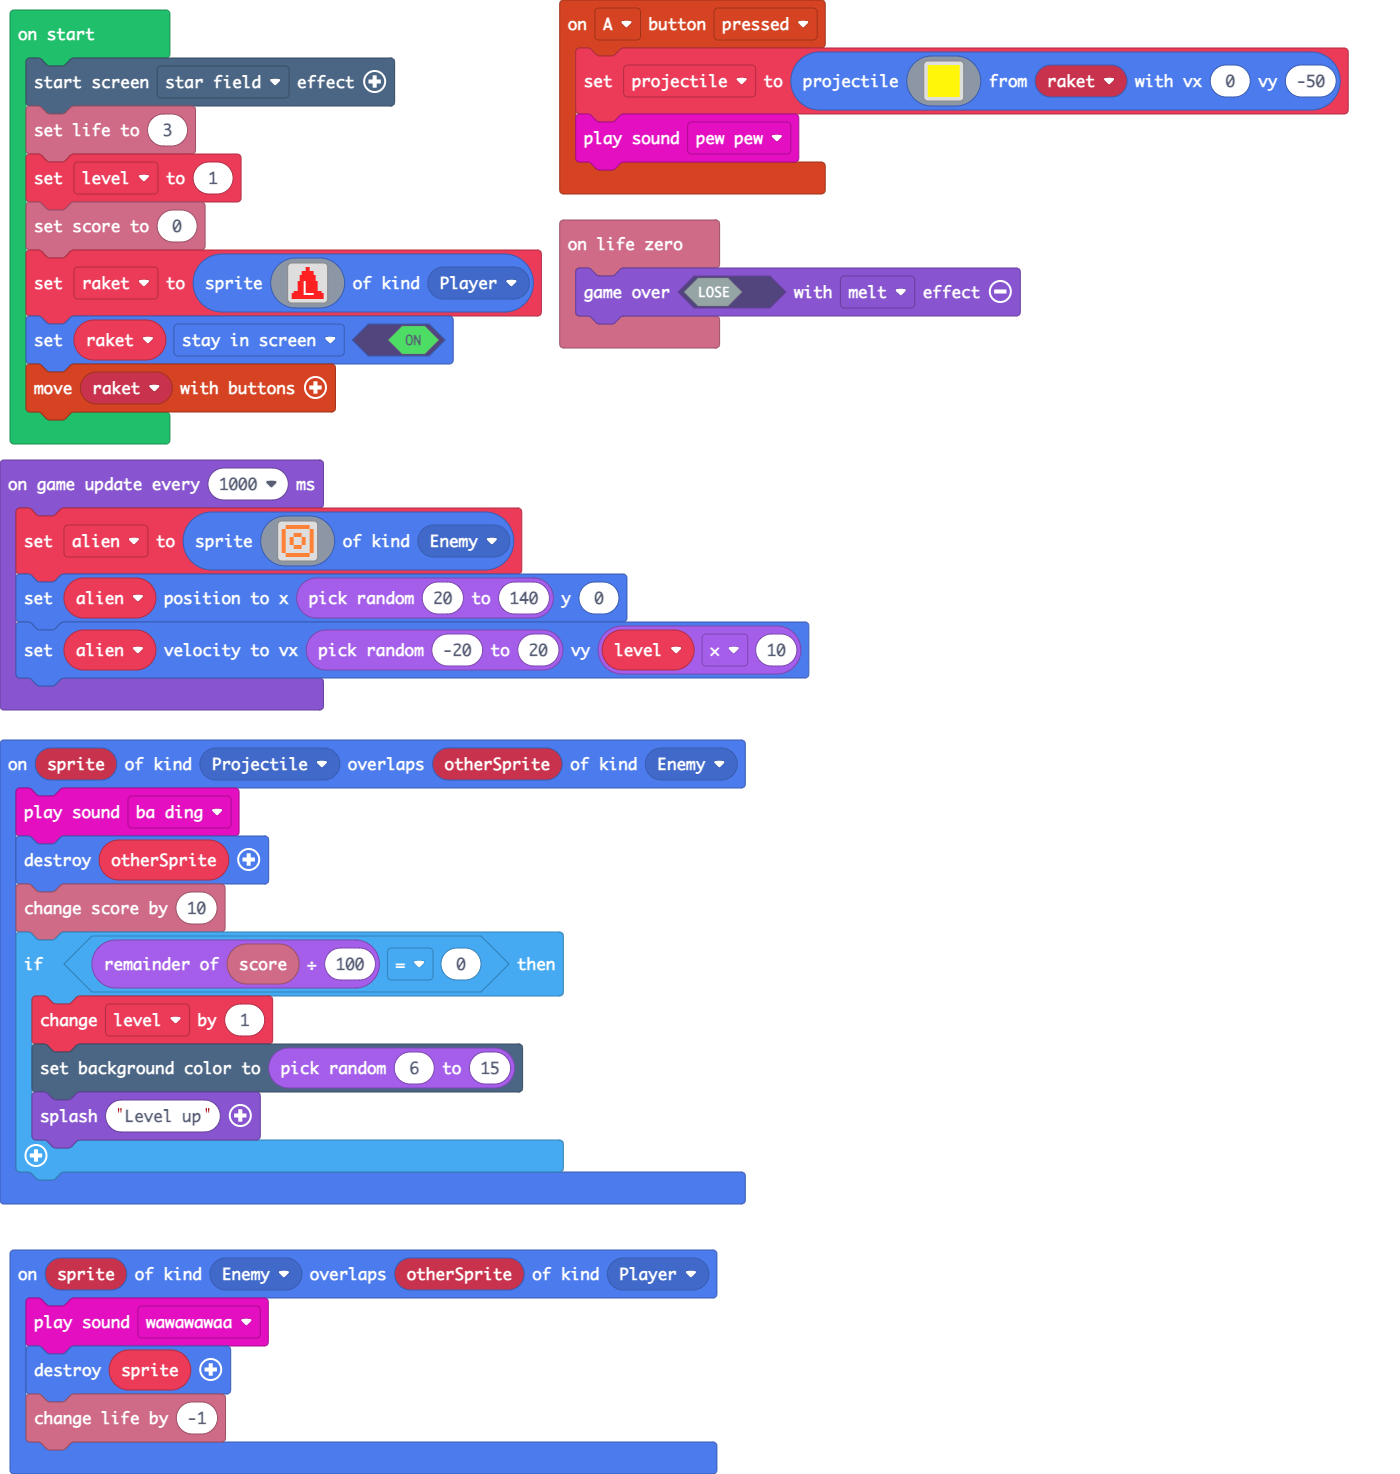 on start
start screen star field effect
set life to 3
set level to 1
set score to 0
set raket to sprite of kind Player
set raket stay in screen ON
move raket with buttons
on A button pressed
set projectile to projectile from raket with vx 0 vy -50
play sound pew pew
on life zero
game over LOSE with melt effect
on game update every 1000 ms
set alien to sprite of kind Enemy
set alien position to x pick random 20 to 140 y 0
set alien velocity to vx pick random -20 to 20 vy level × 10
on sprite of kind Projectile overlaps otherSprite of kind Enemy
play sound ba ding
destroy otherSprite
change score by 10
if remainder of score ÷ 100 = 0 then
change level by 1
set background color to pick random 6 to 15
splash "Level up"
on sprite of kind Enemy overlaps otherSprite of kind Player
play sound wawawawaa
destroy sprite
change life by -1